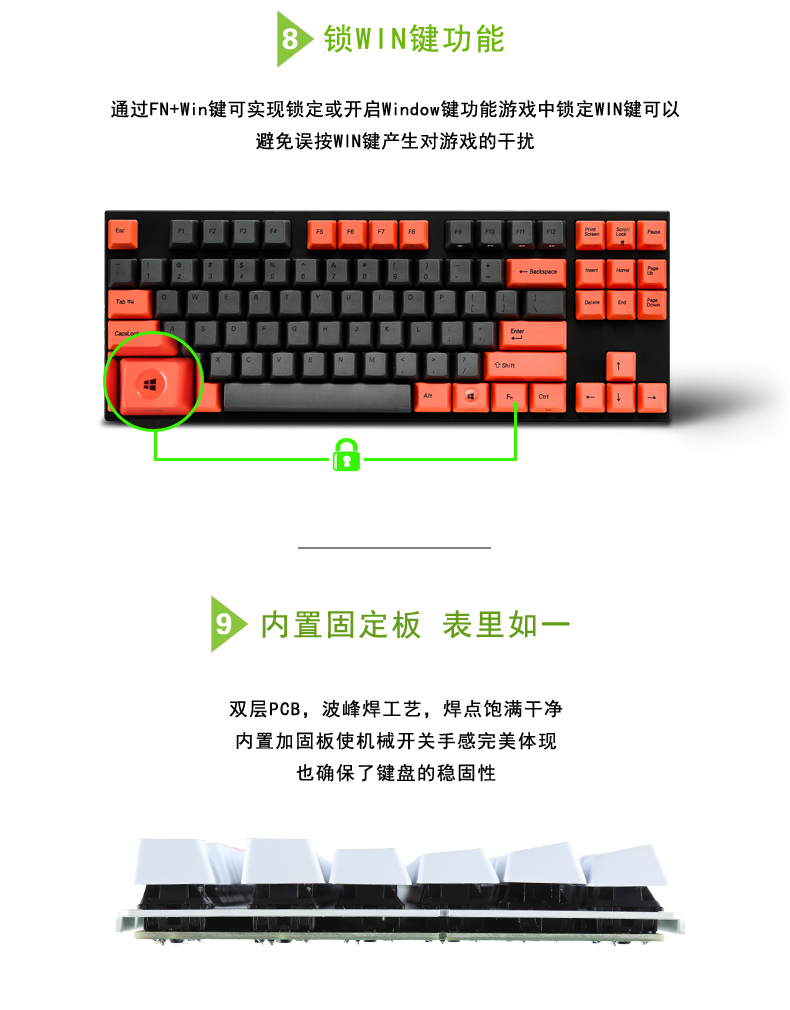 8 锁WIN键功能
通过FN+Win键可实现锁定或开启Window键功能游戏中锁定WIN键可以
避免误按WIN键产生对游戏的干扰
Esc F1 F2 F3 F4 F5 F6 F7 F8 F9 F10 F11 F12 Print Screen Scroll Lock Pause
1 @ 2 # 3 $ 4 % 5 ^ 6 & 7 * 8 ( 9 ) 0 - + = ← Backspace Insert Home Page Up
Tab Q W E R T Y U I O P [ ] \ Delete End Page Down
CapsLock A S D F G H J K L Enter
X C V B N M < , > . ? / ⇧Shift ↑
Alt Fn Ctrl ← ↓ →
9 内置固定板 表里如一
双层PCB，波峰焊工艺，焊点饱满干净
内置加固板使机械开关手感完美体现
也确保了键盘的稳固性